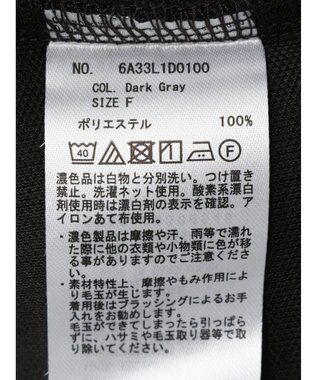 NO. 6A33L1D0100
COL. Dark Gray
SIZE F
ポリエステル 100%
40 F
濃色品は白物と分別洗い。つけ置き
禁止。洗濯ネット使用。酸素系漂白
剤使用時は漂白剤の表示を確認。ア
イロンあて布使用。
・濃色製品は摩擦や汗、雨等で濡れ
た際に他の衣類や小物類に色が移
る事がありますのでご注意くださ
い。
・素材特性上、摩擦やもみ作用によ
り毛玉が生じます。
着用後はブラッシングによるお手
入れをお勧めします。
毛玉ができてしまったら引っぱら
ずに、ハサミや毛玉取り器等で取
り除いてください。